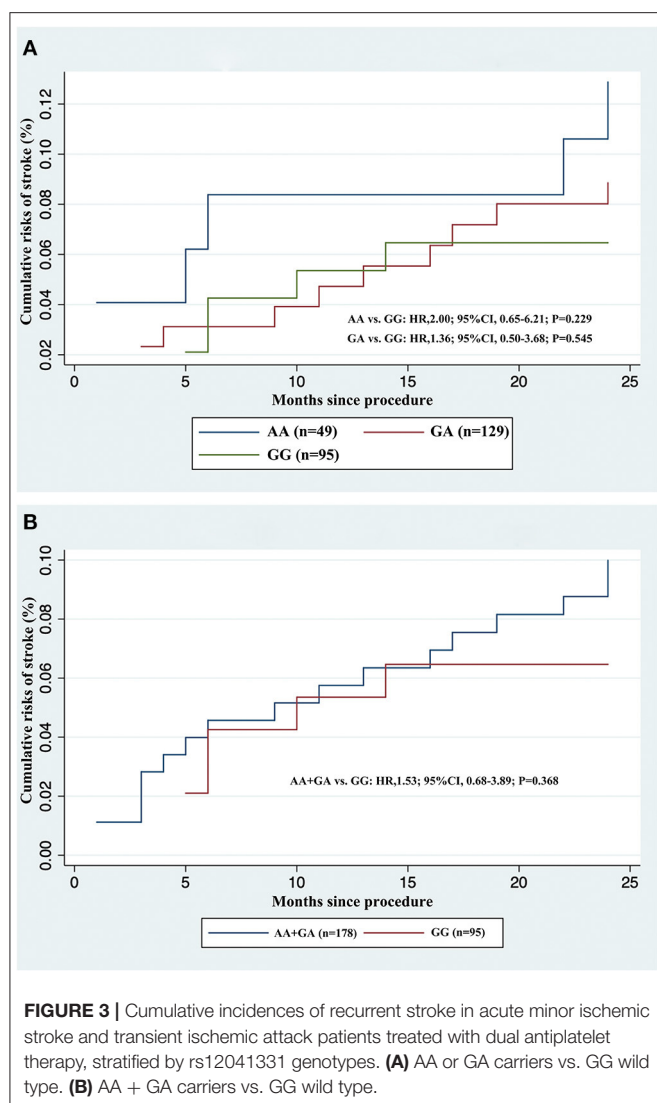 A
Cumulative risks of stroke (%)
0.12
0.10
0.08
0.06
0.04
0.02
AA vs. GG: HR,2.00; 95%CI, 0.65-6.21; P=0.229
GA vs. GG: HR,1.36; 95%CI, 0.50-3.68; P=0.545
0 5 10 15 20 25
Months since procedure
AA (n=49) GA (n=129)
GG (n=95)
B
Cumulative risks of stroke (%)
0.10
0.08
0.06
0.04
0.02
0.00
AA+GA vs. GG: HR,1.53; 95%CI, 0.68-3.89; P=0.368
0 5 10 15 20 25
Months since procedure
AA+GA (n=178) GG (n=95)
FIGURE 3 | Cumulative incidences of recurrent stroke in acute minor ischemic
stroke and transient ischemic attack patients treated with dual antiplatelet
therapy, stratified by rs12041331 genotypes. (A) AA or GA carriers vs. GG wild
type. (B) AA + GA carriers vs. GG wild type.